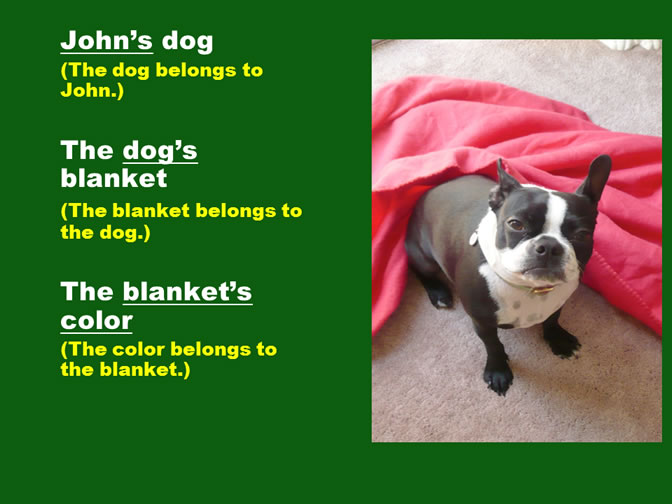 John’s dog
(The dog belongs to
John.)
The dog’s
blanket
(The blanket belongs to
the dog.)
The blanket’s
color
(The color belongs to
the blanket.)